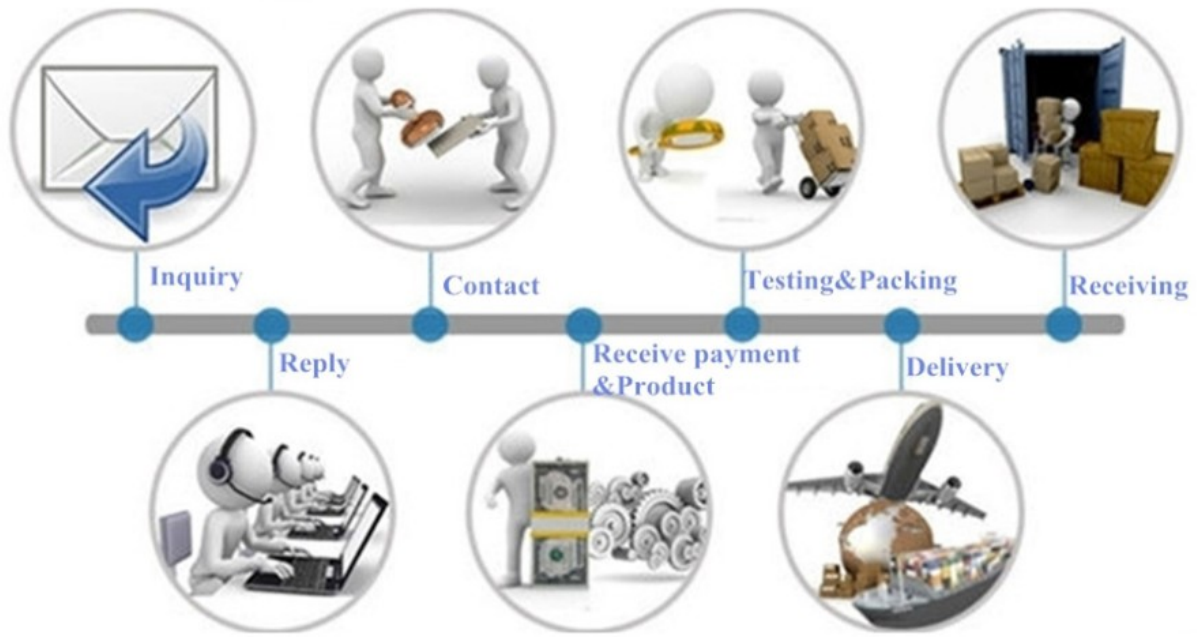 Inquiry
Reply
Contact
Receive payment
&Product
Testing&Packing
Delivery
Receiving